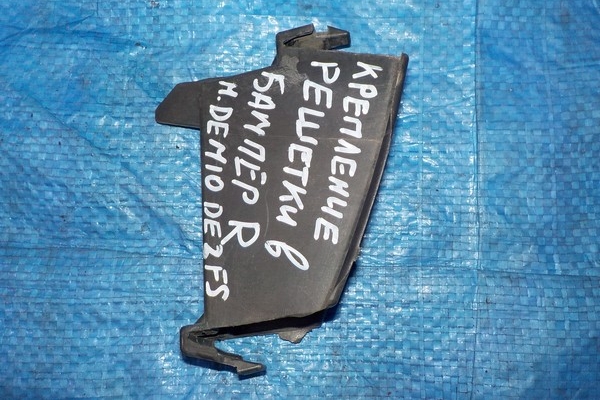 КРЕПЛЕНИЕ
РЕШЕТКИ В
БАМПЕР R
M. DEMIO DE3FS